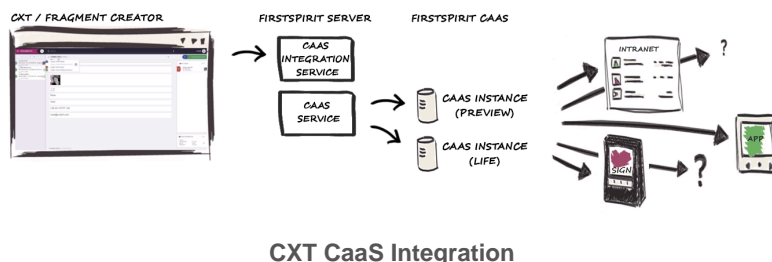 CXT / FRAGMENT CREATOR
FIRSTSPIRIT SERVER
FIRSTSPIRIT CAAS
CAAS
INTEGRATION
SERVICE
CAAS
SERVICE
CAAS INSTANCE
(PREVIEW)
CAAS INSTANCE
(LIFE)
INTRANET
?
APP
SIGN
?
CXT CaaS Integration